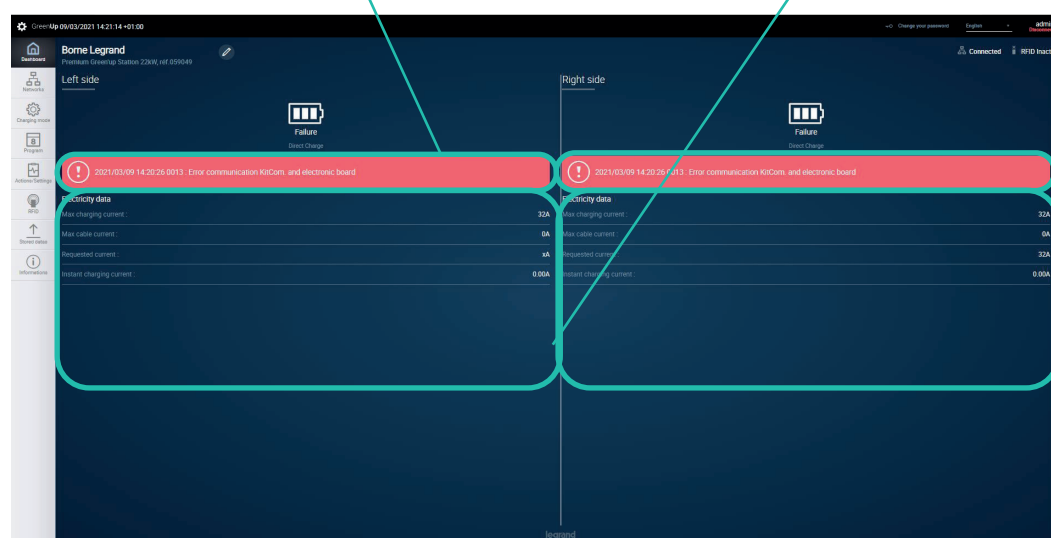 GreenUp 09/03/2021 14:21:14 +01:00
Change your password
English
admi
Disconnec
Dashboard
Borne Legrand
Premium Green'up Station 22kW, réf.059049
Connected
RFID Inact
Networks
Charging mode
8
Program
Actions/Settings
RFID
Stored status
Informations
Left side
Failure
Direct Charge
2021/03/09 14:20:26 0013 : Error communication KitCom, and electronic board
Electricity data
Max charging current : 32A
Max cable current : 0A
Requested current : xA
Instant charging current : 0.00A
Right side
Failure
Direct Charge
2021/03/09 14:20:26 0013 : Error communication KitCom, and electronic board
Electricity data
Max charging current : 32A
Max cable current : 0A
Requested current : 32A
Instant charging current : 0.00A
legrand